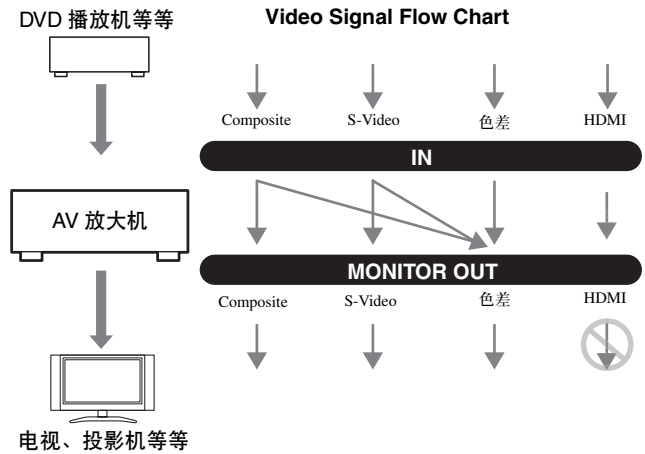 DVD 播放机等等
Video Signal Flow Chart
Composite S-Video 色差 HDMI
IN
AV 放大机
MONITOR OUT
Composite S-Video 色差 HDMI
电视、投影机等等